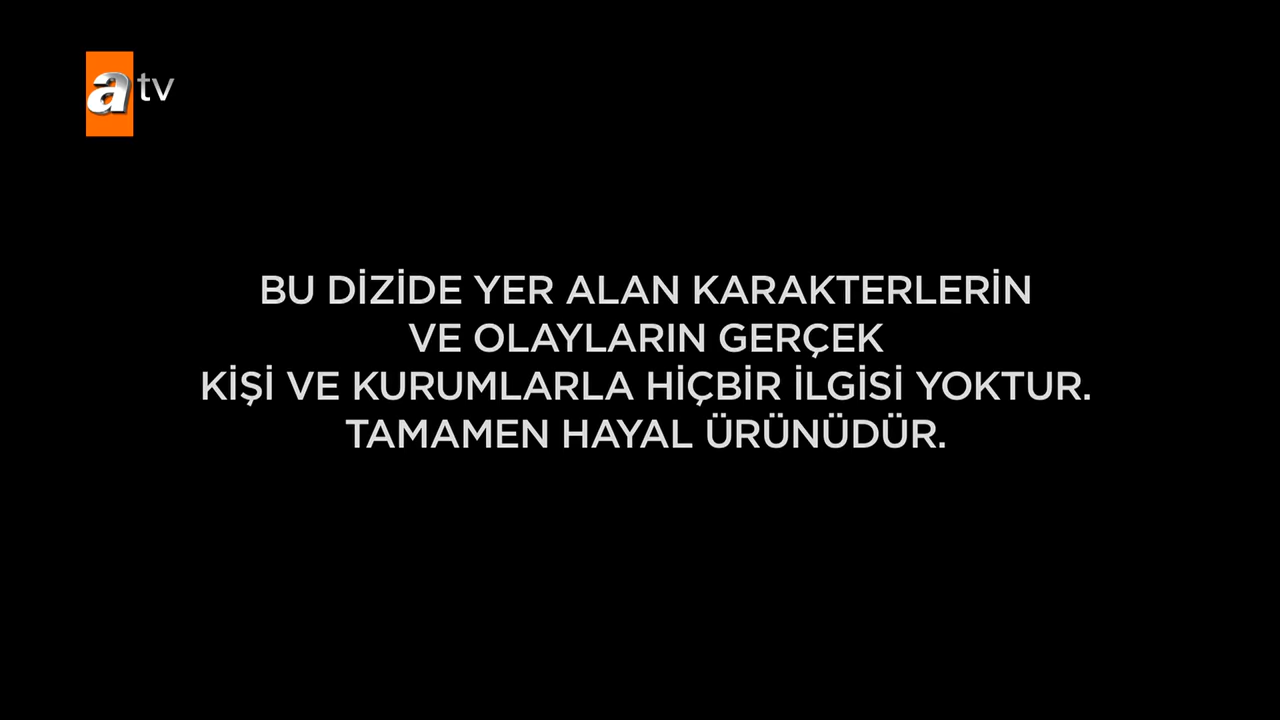 atv
BU DİZİDE YER ALAN KARAKTERLERİN
VE OLAYLARIN GERÇEK
KİŞİ VE KURUMLARLA HİÇBİR İLGİSİ YOKTUR.
TAMAMEN HAYAL ÜRÜNÜDÜR.